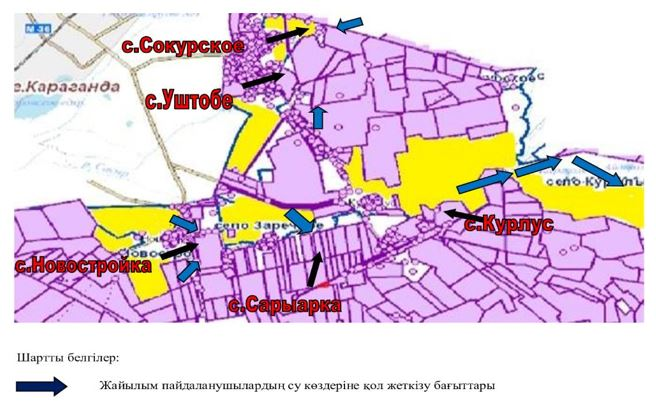 М-36
с.Сокурское
г.Караганда
с.Уштобе
село Курлус
село Заречное
с.Курлус
с.Новостройка
с.Сарыарка
Шартты белгілер:
Жайылым пайдаланушылардың су көздеріне қол жеткізу бағыттары